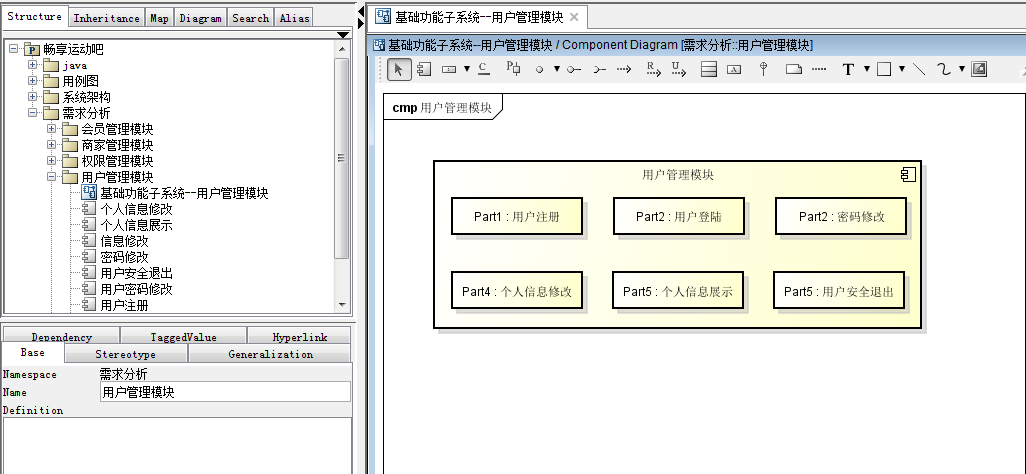 Structure Inheritance Map Diagram Search Alias
畅享运动吧
java
用例图
系统架构
需求分析
会员管理模块
商家管理模块
权限管理模块
用户管理模块
基础功能子系统--用户管理模块
个人信息修改
个人信息展示
信息修改
密码修改
用户安全退出
用户密码修改
用户注册
Dependency TaggedValue Hyperlink
Base Stereotype Generalization
Namespace 需求分析
Name 用户管理模块
Definition
基础功能子系统--用户管理模块
基础功能子系统--用户管理模块 / Component Diagram [需求分析::用户管理模块]
cmp 用户管理模块
用户管理模块
Part1 : 用户注册
Part2 : 用户登陆
Part2 : 密码修改
Part4 : 个人信息修改
Part5 : 个人信息展示
Part5 : 用户安全退出